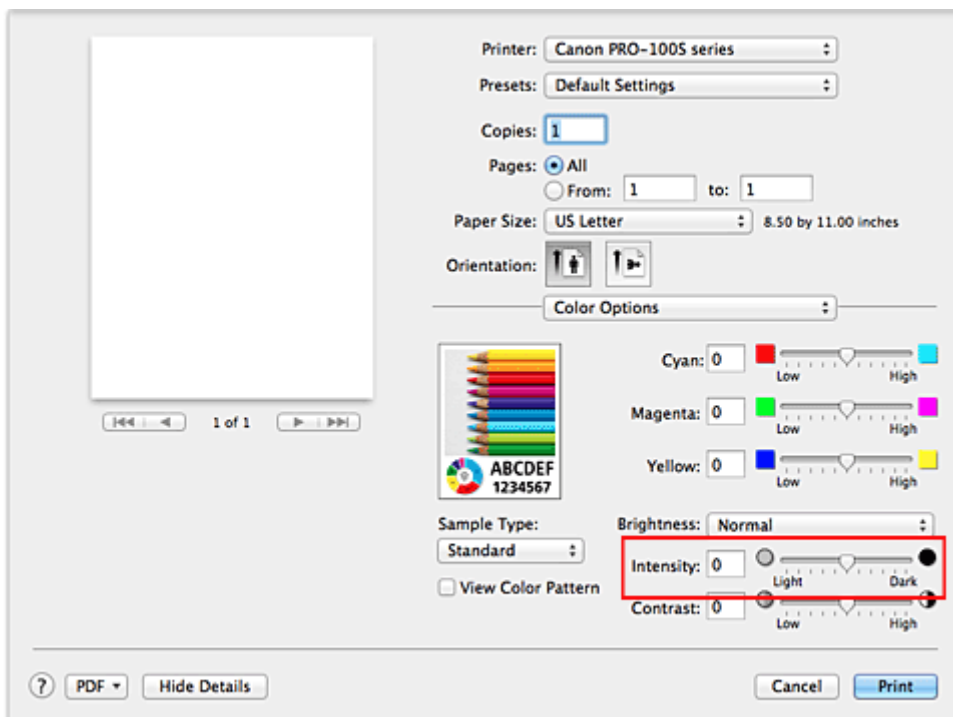 Printer: Canon PRO-100S series
Presets: Default Settings
Copies: 1
Pages: All
From: 1 to: 1
Paper Size: US Letter 8.50 by 11.00 inches
Orientation:
Color Options
1 of 1
ABCDEF
1234567
Cyan: 0
Low High
Magenta: 0
Low High
Yellow: 0
Low High
Sample Type:
Standard
View Color Pattern
Brightness: Normal
Intensity: 0
Light Dark
Contrast: 0
Low High
? PDF Hide Details Cancel Print